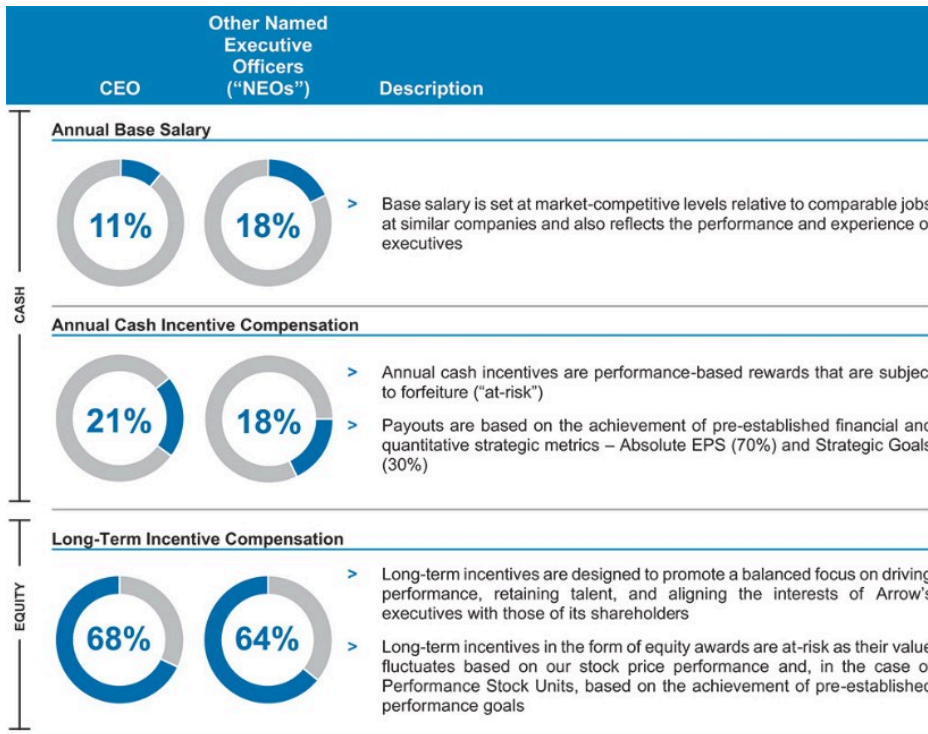 CEO
Other Named
Executive
Officers
(“NEOs”)
Description
CASH
Annual Base Salary
11%
18%
> Base salary is set at market-competitive levels relative to comparable jobs
at similar companies and also reflects the performance and experience o
executives
Annual Cash Incentive Compensation
21%
18%
> Annual cash incentives are performance-based rewards that are subjec
to forfeiture (“at-risk”)
> Payouts are based on the achievement of pre-established financial and
quantitative strategic metrics – Absolute EPS (70%) and Strategic Goals
(30%)
EQUITY
Long-Term Incentive Compensation
68%
64%
> Long-term incentives are designed to promote a balanced focus on driving
performance, retaining talent, and aligning the interests of Arrow’s
executives with those of its shareholders
> Long-term incentives in the form of equity awards are at-risk as their value
fluctuates based on our stock price performance and, in the case o
Performance Stock Units, based on the achievement of pre-established
performance goals